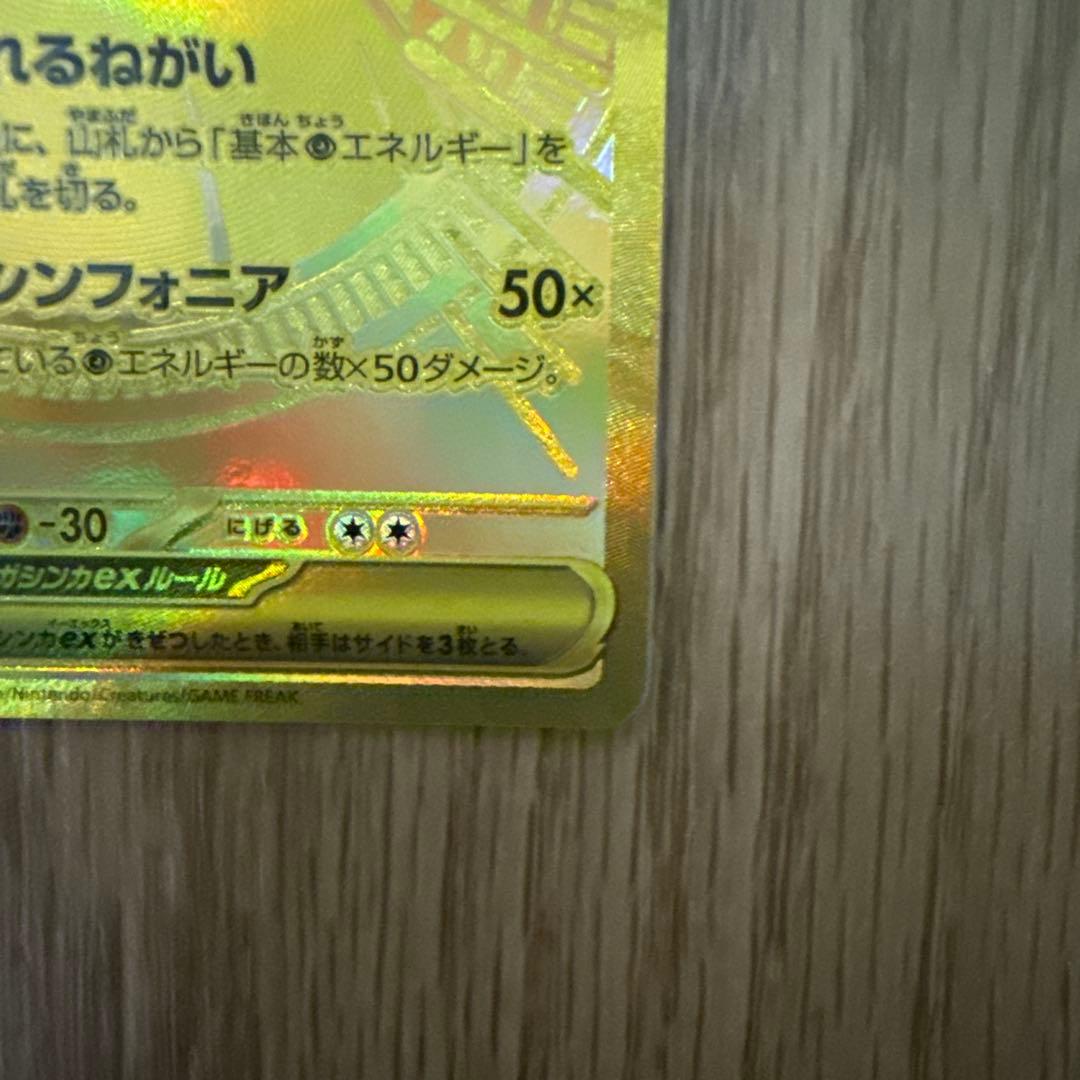 れるねがい
に、山札から「基本エネルギー」を
札を切る。
シンフォニア 50×
ているエネルギーの数×50ダメージ。
-30 にげる
ガシンカexルール
シンカexがきぜつしたとき、相手はサイドを3枚とる。
/Nintendo/Creatures/GAME FREAK